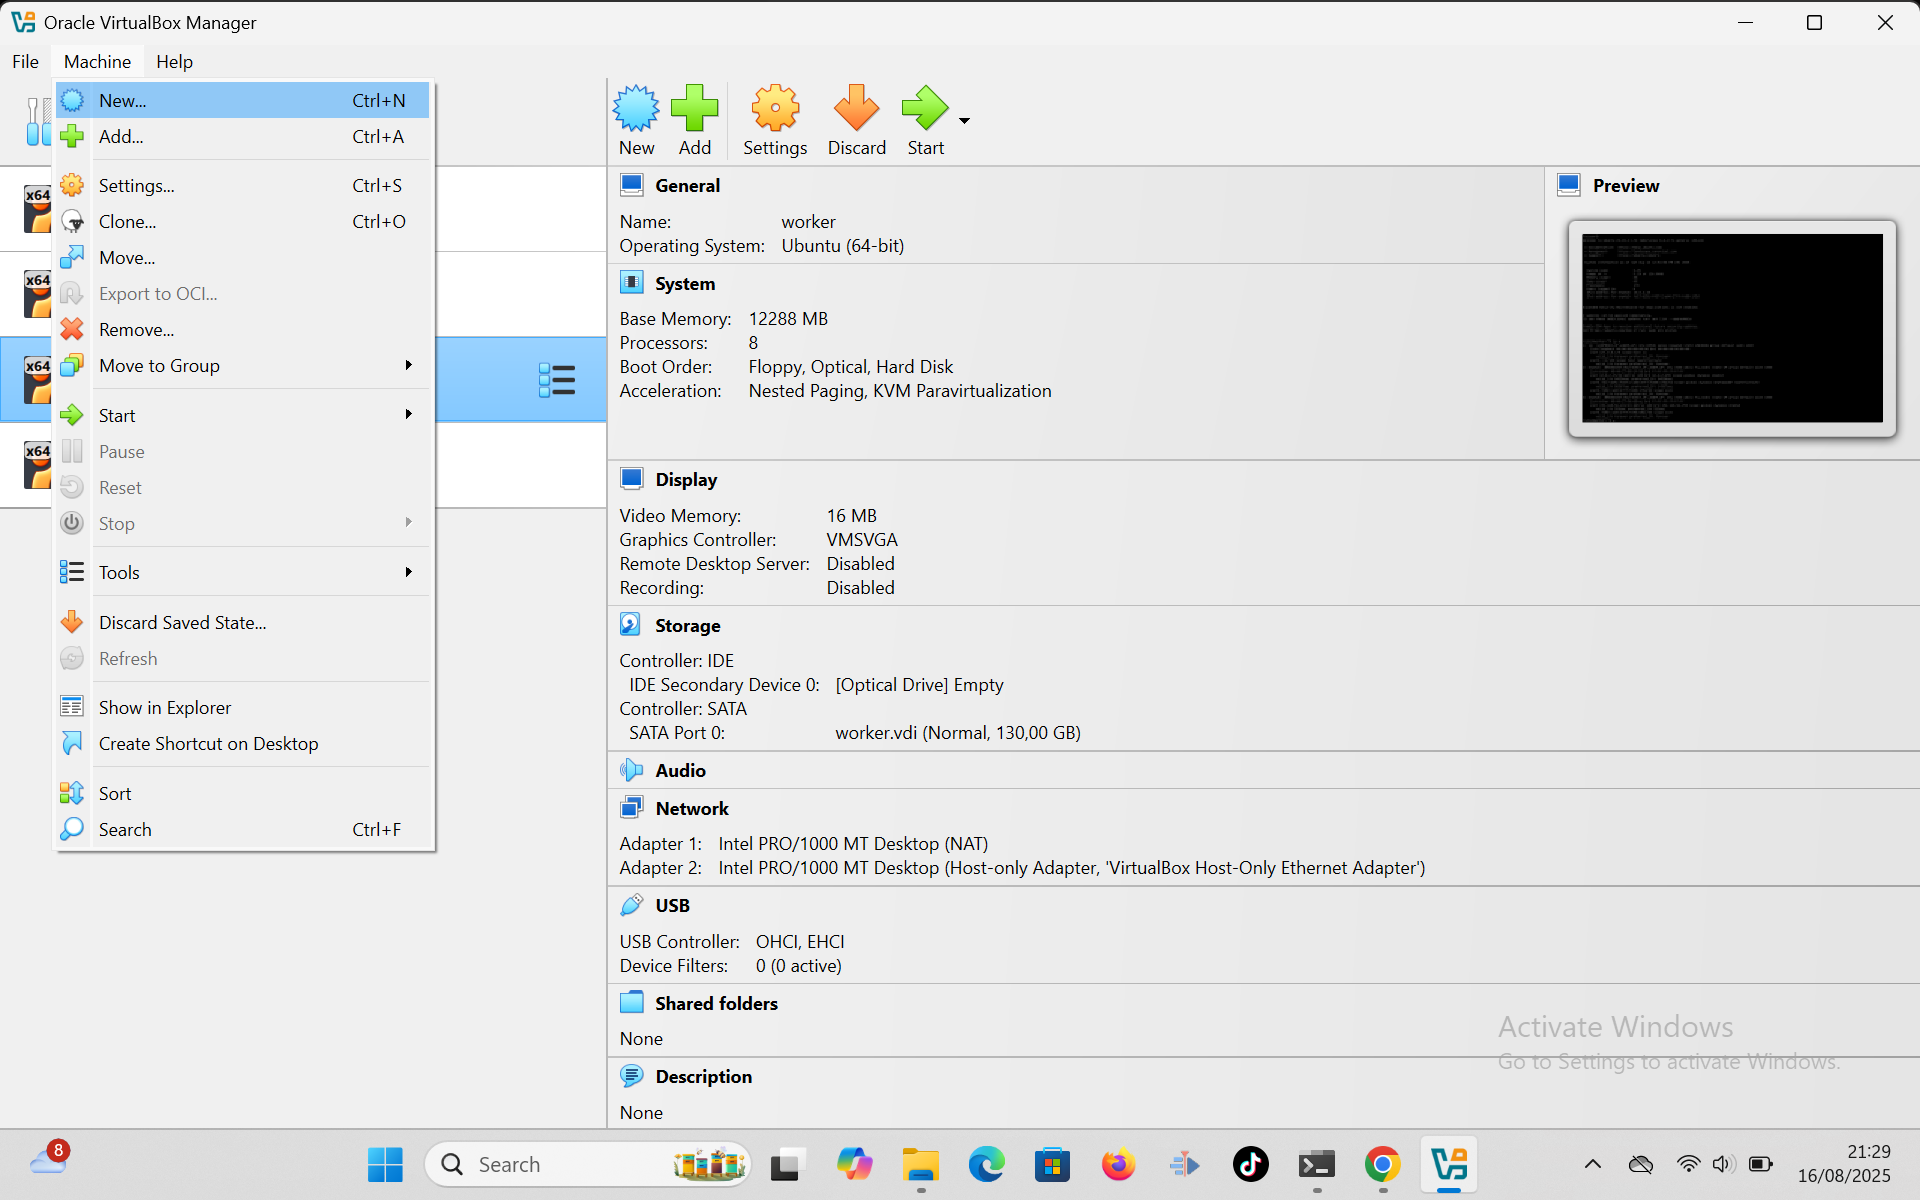 Oracle VirtualBox Manager
File Machine Help
New... Ctrl+N
Add... Ctrl+A
Settings... Ctrl+S
Clone... Ctrl+O
Move...
Export to OCI...
Remove...
Move to Group
Start
Pause
Reset
Stop
Tools
Discard Saved State...
Refresh
Show in Explorer
Create Shortcut on Desktop
Sort
Search Ctrl+F
x64
x64
x64
x64
New Add Settings Discard Start
General
Name: worker
Operating System: Ubuntu (64-bit)
Preview
System
Base Memory: 12288 MB
Processors: 8
Boot Order: Floppy, Optical, Hard Disk
Acceleration: Nested Paging, KVM Paravirtualization
Display
Video Memory: 16 MB
Graphics Controller: VMSVGA
Remote Desktop Server: Disabled
Recording: Disabled
Storage
Controller: IDE
IDE Secondary Device 0: [Optical Drive] Empty
Controller: SATA
SATA Port 0: worker.vdi (Normal, 130,00 GB)
Audio
Network
Adapter 1: Intel PRO/1000 MT Desktop (NAT)
Adapter 2: Intel PRO/1000 MT Desktop (Host-only Adapter, 'VirtualBox Host-Only Ethernet Adapter')
USB
USB Controller: OHCI, EHCI
Device Filters: 0 (0 active)
Shared folders
None
Description
None
Activate Windows
Go to Settings to activate Windows.
8
Search
21:29
16/08/2025